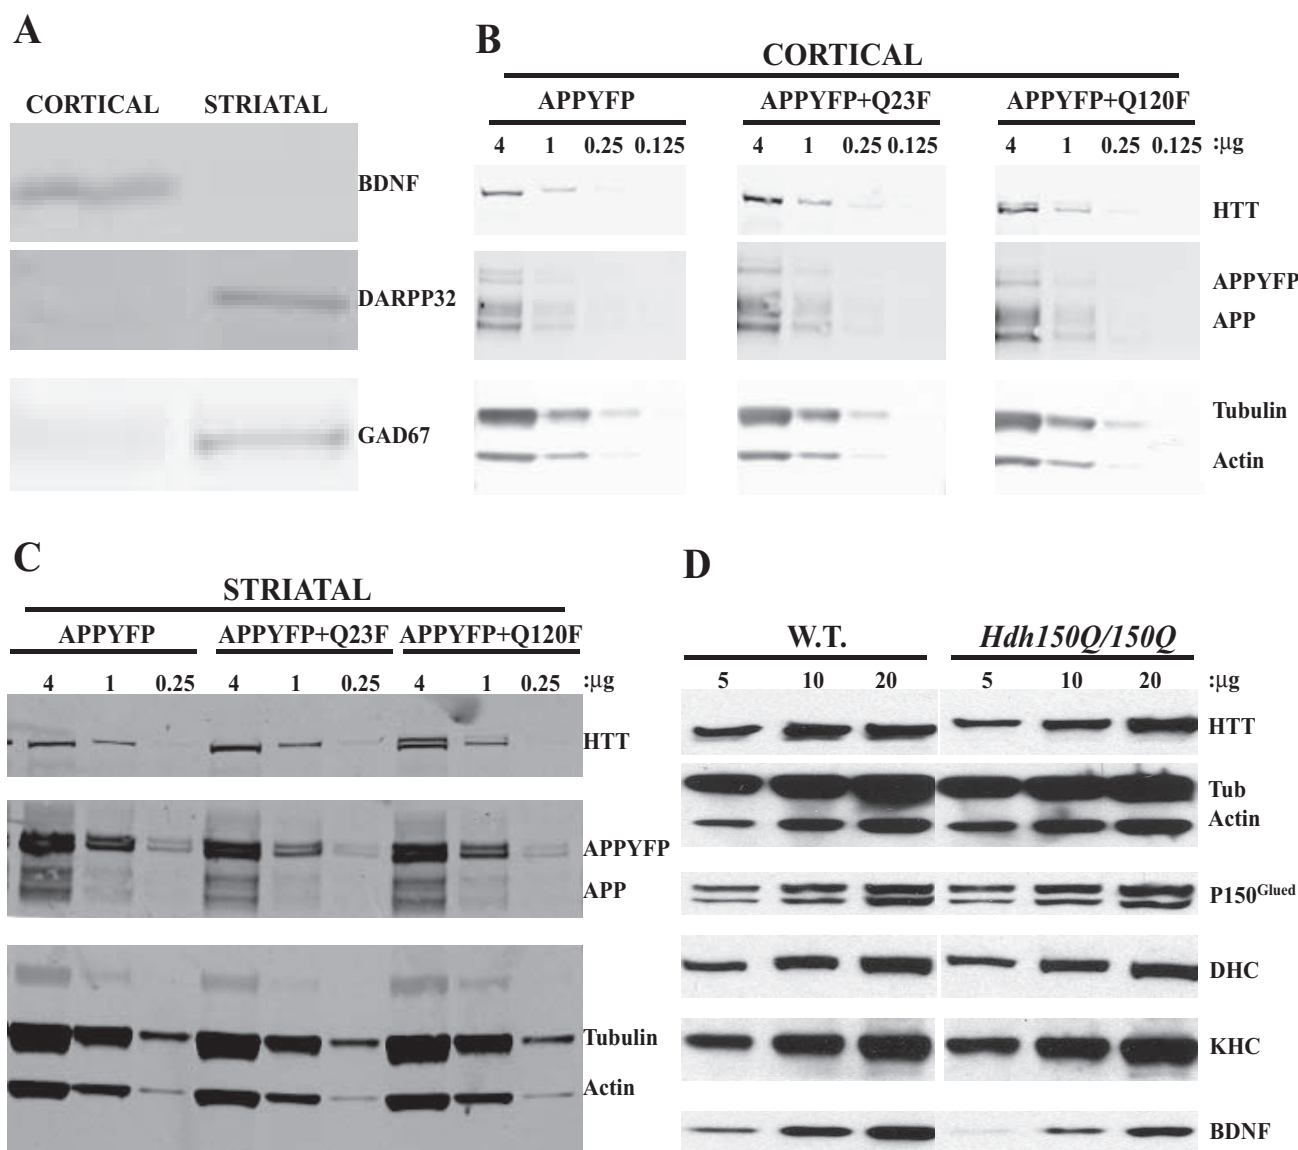 A
CORTICAL STRIATAL
BDNF
DARPP32
GAD67
B
CORTICAL
APPYFP APPYFP+Q23F APPYFP+Q120F
4 1 0.25 0.125 4 1 0.25 0.125 4 1 0.25 0.125 :µg
HTT
APPYFP
APP
Tubulin
Actin
C
STRIATAL
APPYFP APPYFP+Q23F APPYFP+Q120F
4 1 0.25 4 1 0.25 4 1 0.25 :µg
HTT
APPYFP
APP
Tubulin
Actin
D
W.T. Hdh150Q/150Q
5 10 20 5 10 20 :µg
HTT
Tub
Actin
P150Glued
DHC
KHC
BDNF